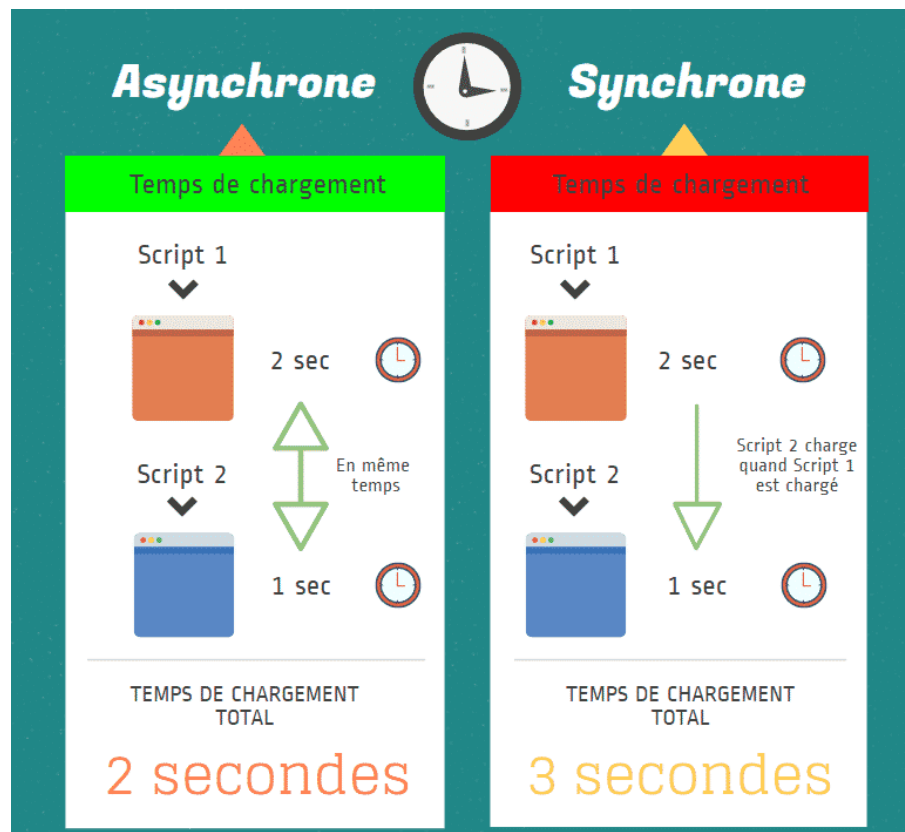 Asynchrone
Synchrone
Temps de chargement
Script 1
2 sec
En même
temps
Script 2
1 sec
TEMPS DE CHARGEMENT
TOTAL
2 secondes
Temps de chargement
Script 1
2 sec
Script 2 charge
quand Script 1
est chargé
Script 2
1 sec
TEMPS DE CHARGEMENT
TOTAL
3 secondes